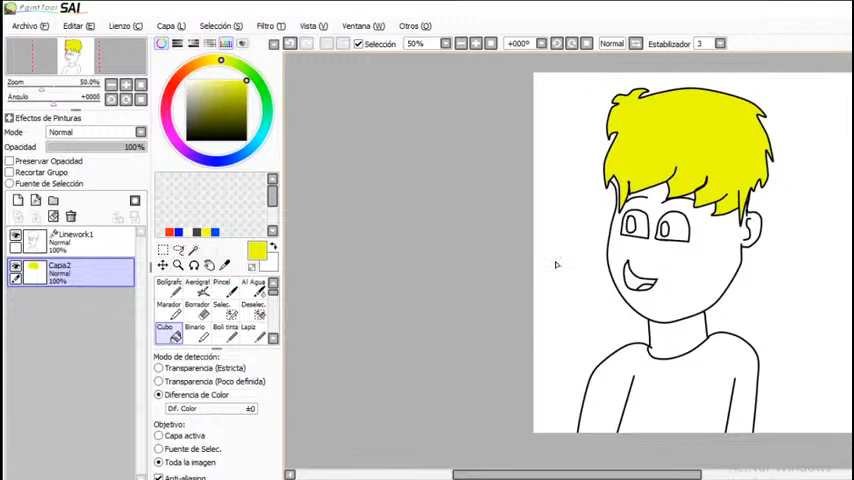 PaintTool SAI
Archivo (F) Editar (E) Lienzo (C) Capa (L) Selección (S) Filtro (T) Vista (V) Ventana (W) Otros (O)
Selección 50% +000º Normal Estabilizador 3
Zoom 50.0%
Ángulo +000º
Efectos de Pinturas
Mode Normal
Opacidad 100%
Preservar Opacidad
Recortar Grupo
Fuente de Selección
Linework1
Normal
100%
Capa2
Normal
100%
Bolígrafo Aerógraf Pincel Al Agua
Marador Borrador Selec. Deselec.
Cubo Binario Boli tinta Lapiz
Modo de detección:
Transparencia (Estricta)
Transparencia (Poco definida)
Diferencia de Color
Dif. Color ±0
Objetivo:
Capa activa
Fuente de Selec.
Toda la imagen
Anti-aliasing